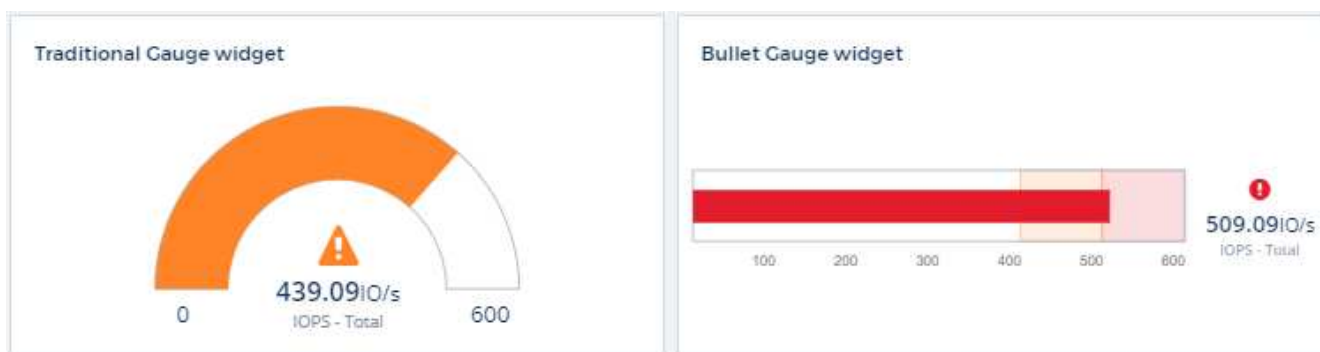 Traditional Gauge widget
439.09IO/s
IOPS - Total
0
600
Bullet Gauge widget
100 200 300 400 500 600
509.09IO/s
IOPS - Total